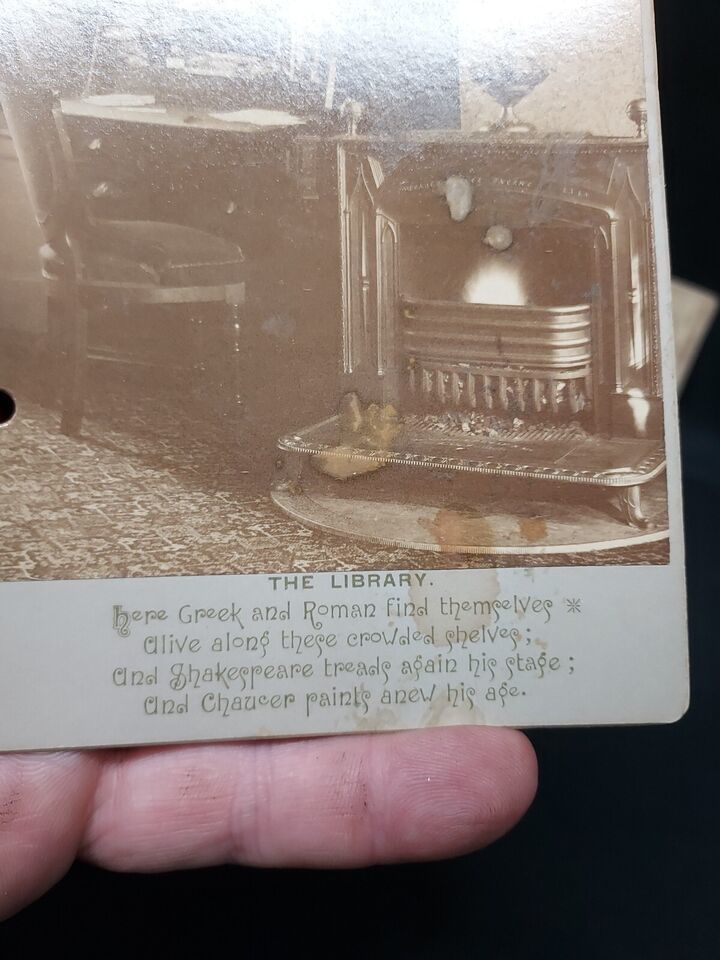 THE LIBRARY.
Here Greek and Roman find themselves ※
Alive along these crowded shelves;
And Shakespeare treads again his stage;
And Chaucer paints anew his age.